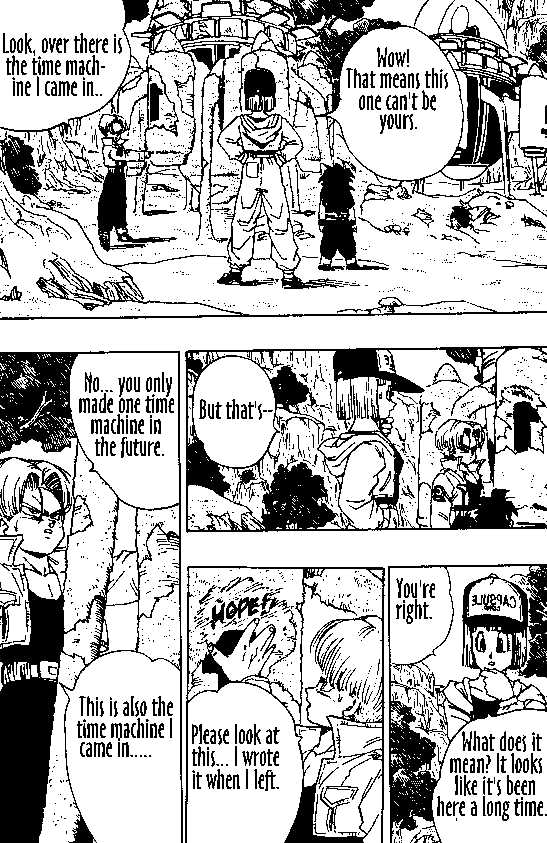 Look, over there is
the time mach-
ine I came in..
Wow!
That means this
one can't be
yours.
No... you only
made one time
machine in
the future.
This is also the
time machine I
came in.....
But that's--
HOPE!!
Please look at
this... I wrote
it when I left.
You're
right.
CAPSULE
What does it
mean? It looks
like it's been
here a long time.